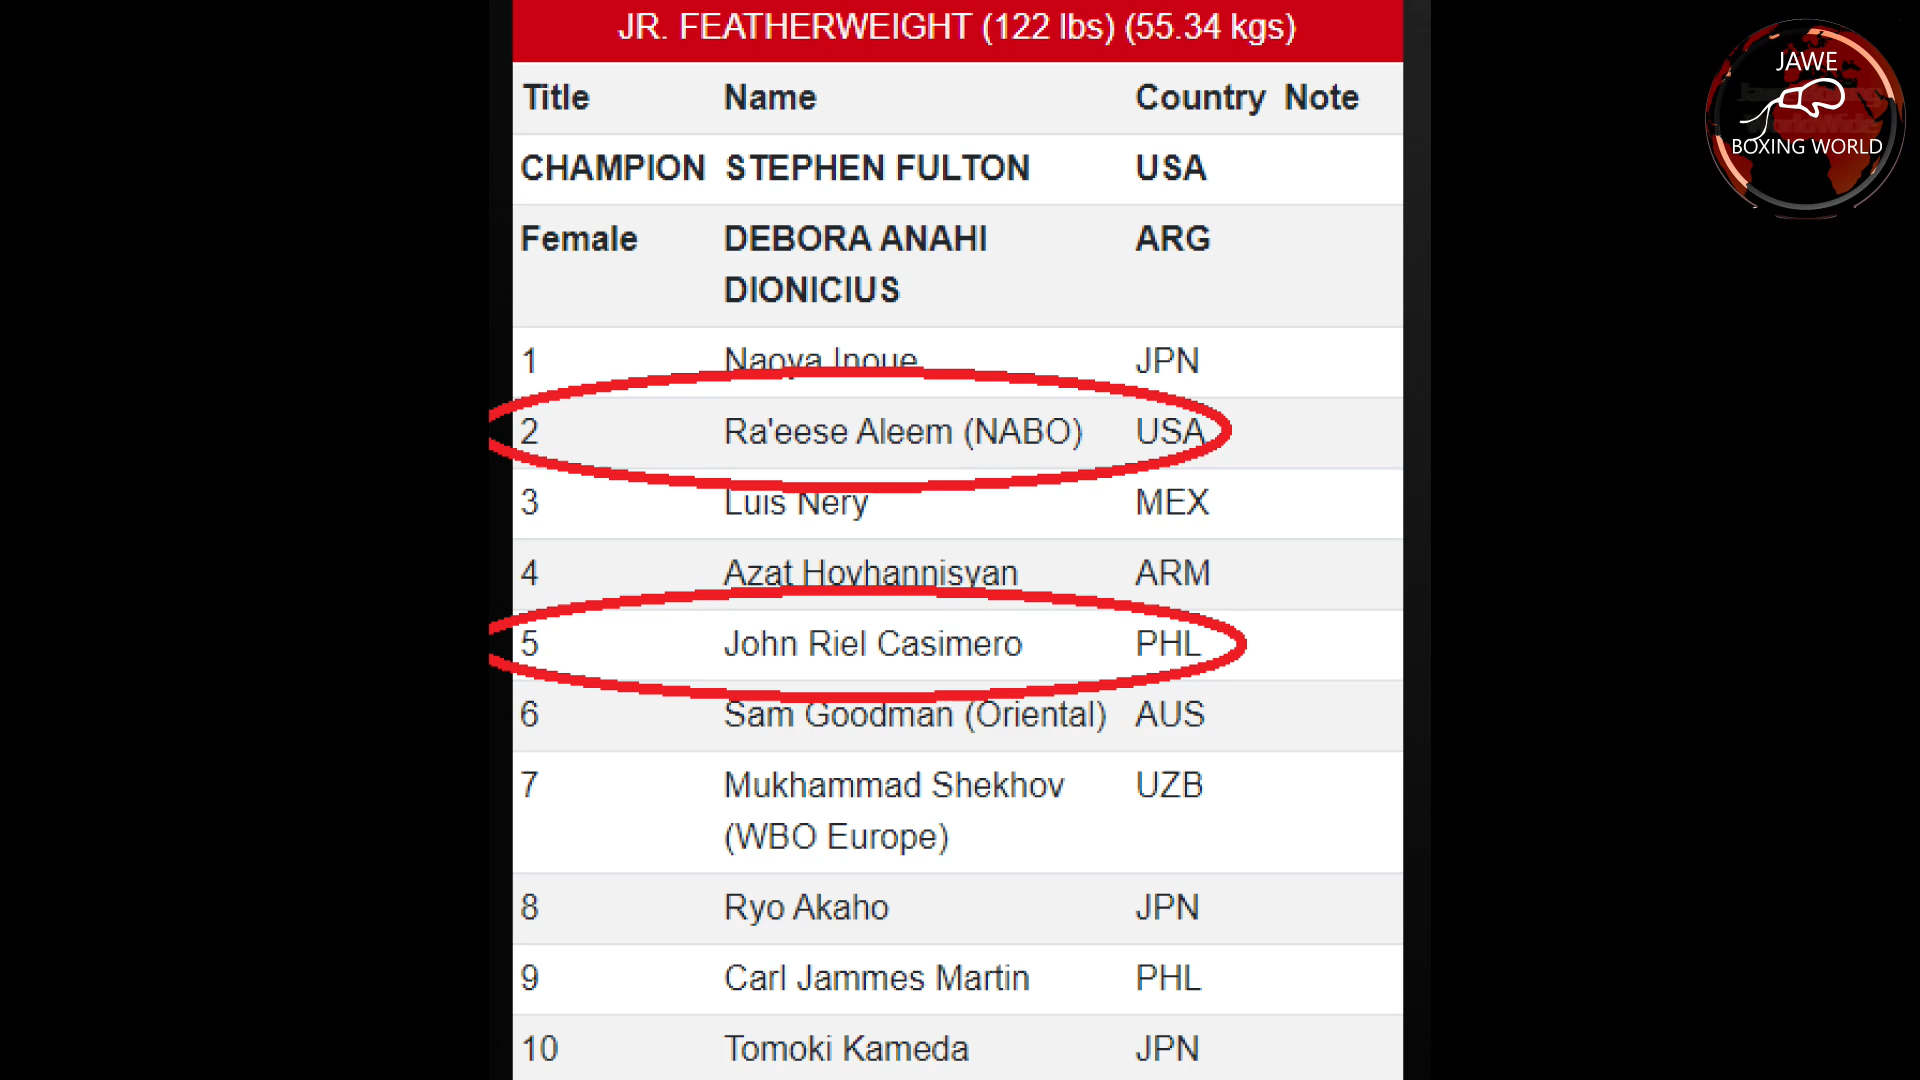 JR. FEATHERWEIGHT (122 lbs) (55.34 kgs)
Title Name Country Note
CHAMPION STEPHEN FULTON USA
Female DEBORA ANAHI DIONICIUS ARG
1 Naoya Inoue JPN
2 Ra'eese Aleem (NABO) USA
3 Luis Nery MEX
4 Azat Hovhannisyan ARM
5 John Riel Casimero PHL
6 Sam Goodman (Oriental) AUS
7 Mukhammad Shekhov (WBO Europe) UZB
8 Ryo Akaho JPN
9 Carl Jammes Martin PHL
10 Tomoki Kameda JPN
JAWE
BOXING WORLD